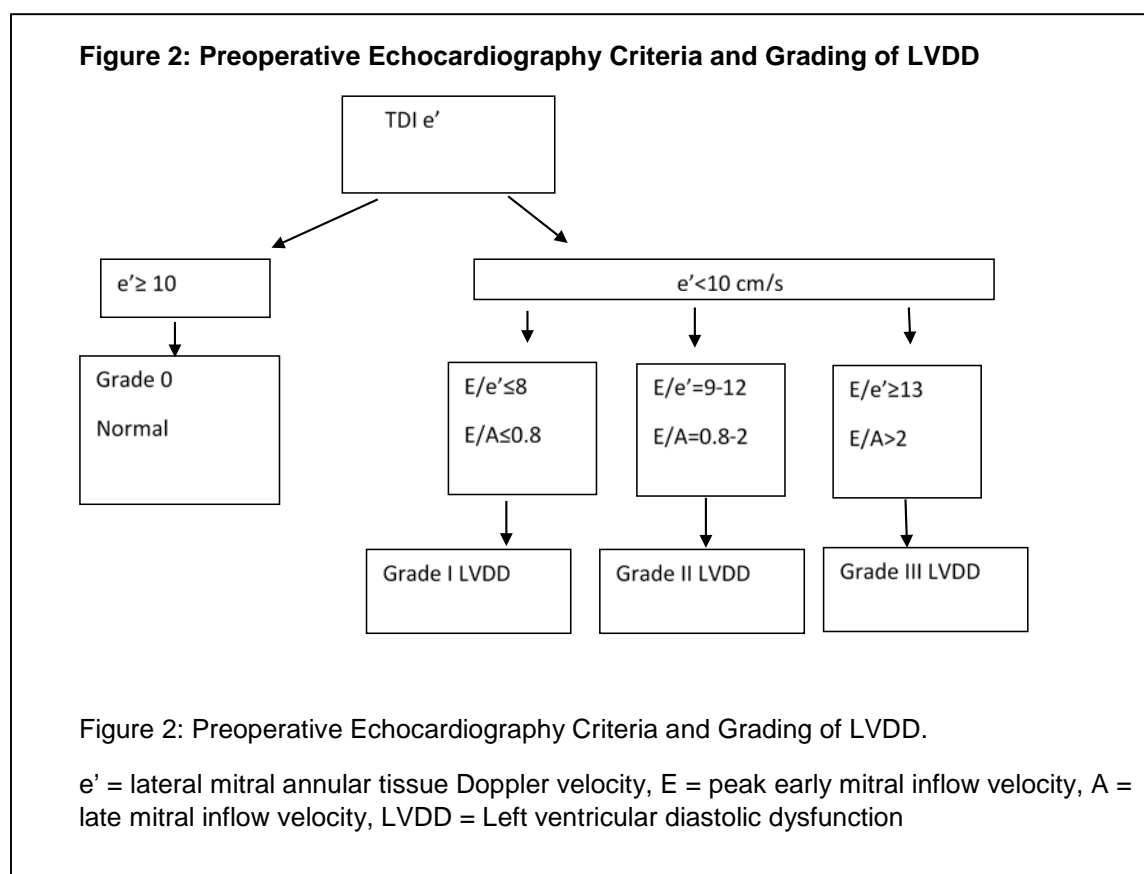 Figure 2: Preoperative Echocardiography Criteria and Grading of LVDD
TDI e’
e’≥ 10
e’<10 cm/s
Grade 0
Normal
E/e’≤8
E/A≤0.8
E/e’=9-12
E/A=0.8-2
E/e’≥13
E/A>2
Grade I LVDD
Grade II LVDD
Grade III LVDD
Figure 2: Preoperative Echocardiography Criteria and Grading of LVDD.
e’ = lateral mitral annular tissue Doppler velocity, E = peak early mitral inflow velocity, A =
late mitral inflow velocity, LVDD = Left ventricular diastolic dysfunction